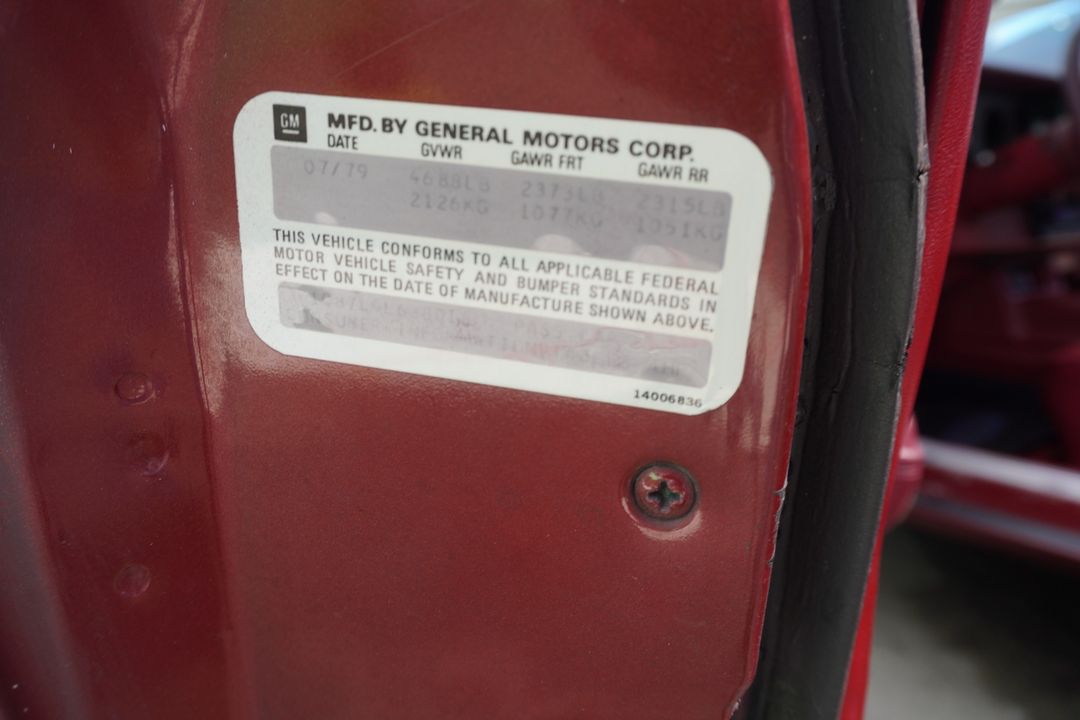 GM
MFD. BY GENERAL MOTORS CORP.
DATE GVWR GAWR FRT GAWR RR
07/79 4688LB 2373LB 2315LB
2126KG 1077KG 1051KG
THIS VEHICLE CONFORMS TO ALL APPLICABLE FEDERAL
MOTOR VEHICLE SAFETY AND BUMPER STANDARDS IN
EFFECT ON THE DATE OF MANUFACTURE SHOWN ABOVE.
14006836